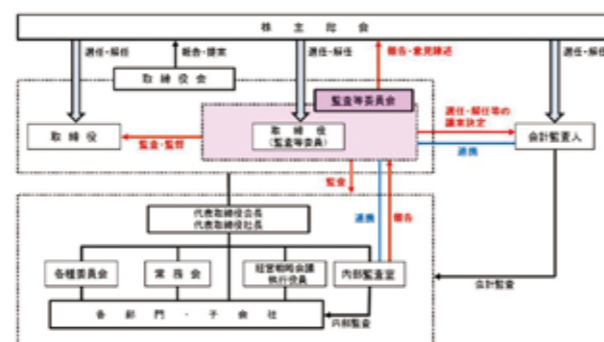 株主総会
選任・解任
報告・提案
選任・解任
報告・意見陳述
選任・解任
取締役会
監査等委員会
取締役
監査・監督
取締役
(監査等委員)
選任・解任等の
議案決定
連携
会計監査人
監査
代表取締役会長
代表取締役社長
連携
報告
各種委員会
常務会
経営戦略会議
執行役員
内部監査室
会計監査
各部門・子会社
内部監査